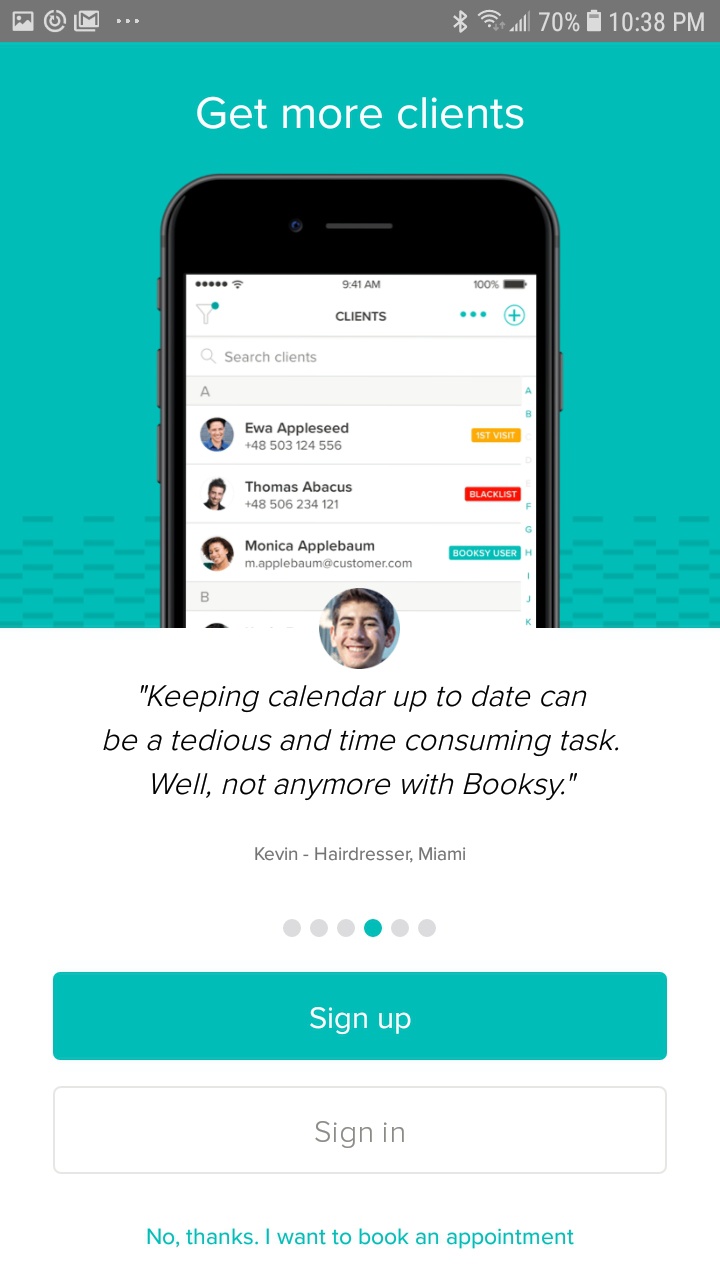 70% 10:38 PM
Get more clients
9:41 AM 100%
CLIENTS
Search clients
A
A
B
Ewa Appleseed
+48 503 124 556
1ST VISIT
Thomas Abacus
+48 506 234 121
BLACKLIST
F
G
Monica Applebaum
m.applebaum@customer.com
BOOKSY USER
H
I
J
B
K
"Keeping calendar up to date can
be a tedious and time consuming task.
Well, not anymore with Booksy."
Kevin - Hairdresser, Miami
Sign up
Sign in
No, thanks. I want to book an appointment